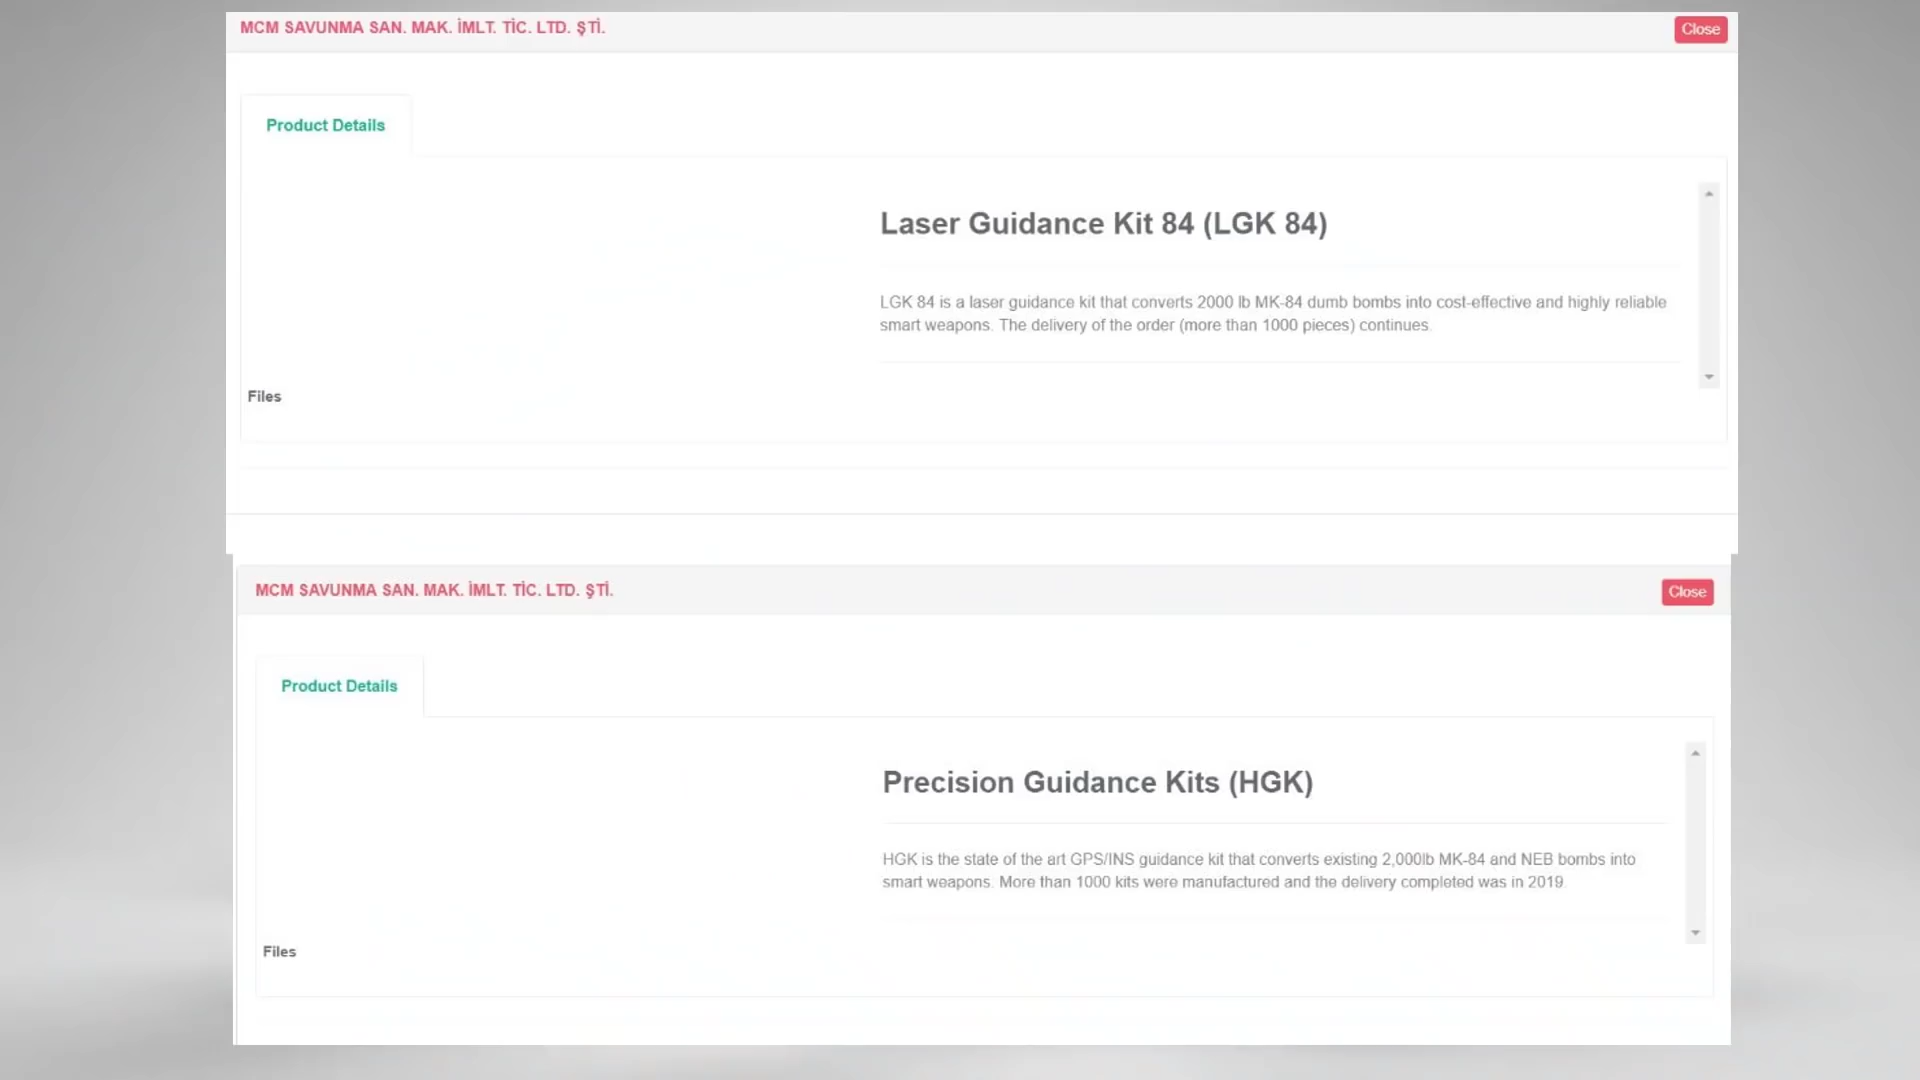 MCM SAVUNMA SAN. MAK. İMLT. TİC. LTD. ŞTİ.
Close
Product Details
Laser Guidance Kit 84 (LGK 84)
LGK 84 is a laser guidance kit that converts 2000 lb MK-84 dumb bombs into cost-effective and highly reliable
smart weapons. The delivery of the order (more than 1000 pieces) continues.
Files
MCM SAVUNMA SAN. MAK. İMLT. TİC. LTD. ŞTİ.
Close
Product Details
Precision Guidance Kits (HGK)
HGK is the state of the art GPS/INS guidance kit that converts existing 2,000lb MK-84 and NEB bombs into
smart weapons. More than 1000 kits were manufactured and the delivery completed was in 2019.
Files